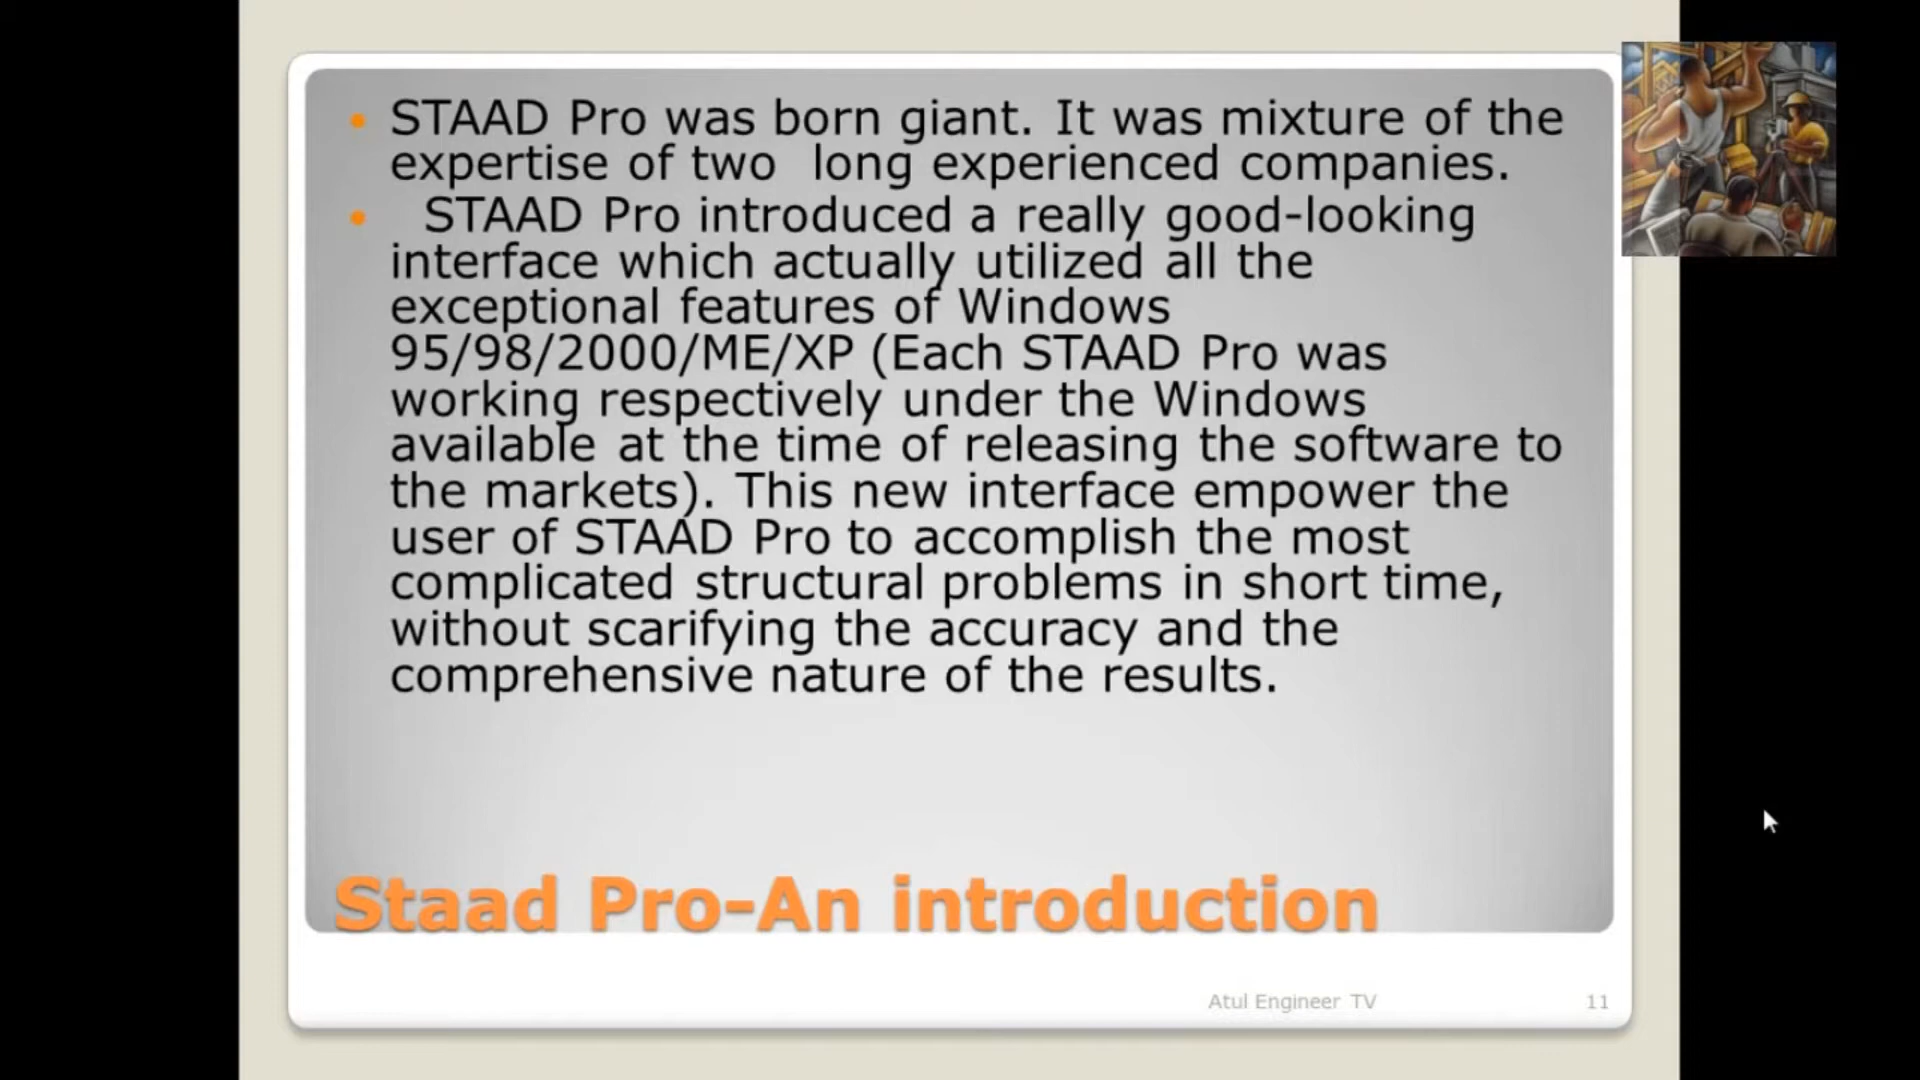 STAAD Pro was born giant. It was mixture of the
expertise of two long experienced companies.
STAAD Pro introduced a really good-looking
interface which actually utilized all the
exceptional features of Windows
95/98/2000/ME/XP (Each STAAD Pro was
working respectively under the Windows
available at the time of releasing the software to
the markets). This new interface empower the
user of STAAD Pro to accomplish the most
complicated structural problems in short time,
without scarifying the accuracy and the
comprehensive nature of the results.
Staad Pro-An introduction
Atul Engineer TV 11